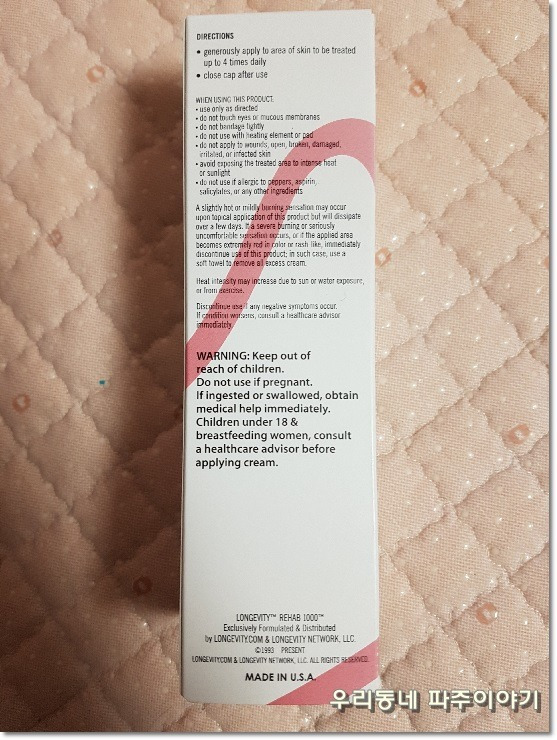 DIRECTIONS
• generously apply to area of skin to be treated
up to 4 times daily
• close cap after use
WHEN USING THIS PRODUCT:
• use only as directed
• do not touch eyes or mucous membranes
• do not bandage tightly
• do not use with heating element or pad
• do not apply to wounds, open, broken, damaged,
irritated, or infected skin
• avoid exposing the treated area to intense heat
or sunlight
• do not use if allergic to peppers, aspirin,
salicylates, or any other ingredients
A slightly hot or mildly burning sensation may occur
upon topical application of this product but will dissipate
over a few days. If a severe burning or seriously
uncomfortable sensation occurs, or if the applied area
becomes extremely red in color or rash like, immediately
discontinue use of this product; in such case, use a
soft towel to remove all excess cream.
Heat intensity may increase due to sun or water exposure,
or from exercise.
Discontinue use if any negative symptoms occur.
If condition worsens, consult a healthcare advisor
immediately.
WARNING: Keep out of
reach of children.
Do not use if pregnant.
If ingested or swallowed, obtain
medical help immediately.
Children under 18 &
breastfeeding women, consult
a healthcare advisor before
applying cream.
LONGEVITY™ REHAB 1000™
Exclusively Formulated & Distributed
by LONGEVITY.COM & LONGEVITY NETWORK, LLC.
©1993 PRESENT
LONGEVITY.COM & LONGEVITY NETWORK, LLC. ALL RIGHTS RESERVED.
MADE IN U.S.A.
우리동네 파주이야기